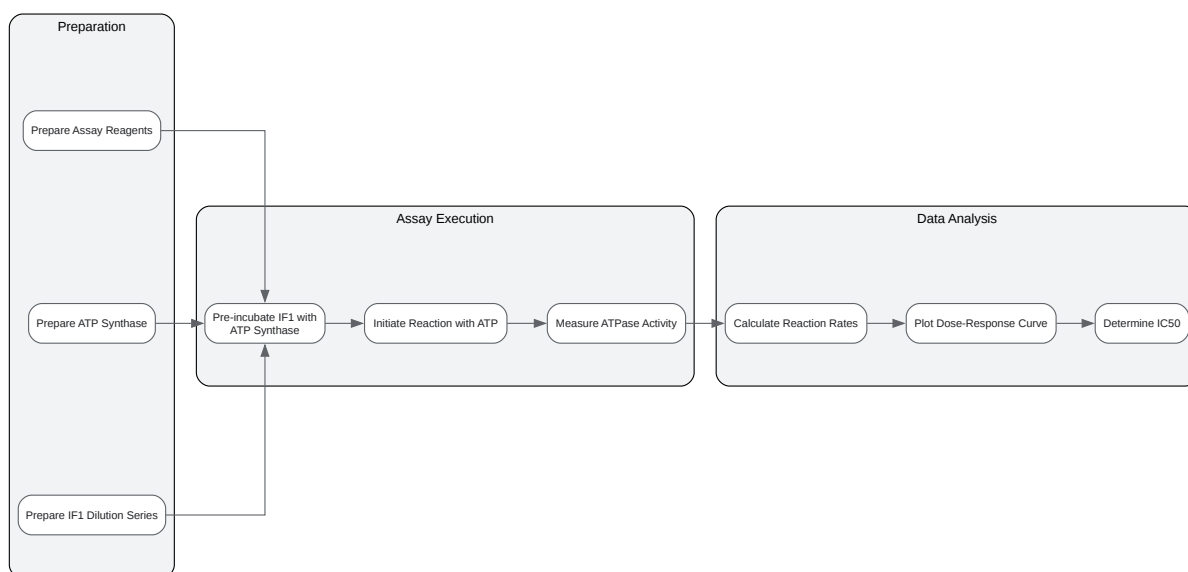 Preparation
Prepare Assay Reagents
Assay Execution
Data Analysis
Prepare ATP Synthase
Pre-incubate IF1 with
ATP Synthase
Initiate Reaction with ATP
Measure ATPase Activity
Calculate Reaction Rates
Plot Dose-Response Curve
Determine IC50
Prepare IF1 Dilution Series